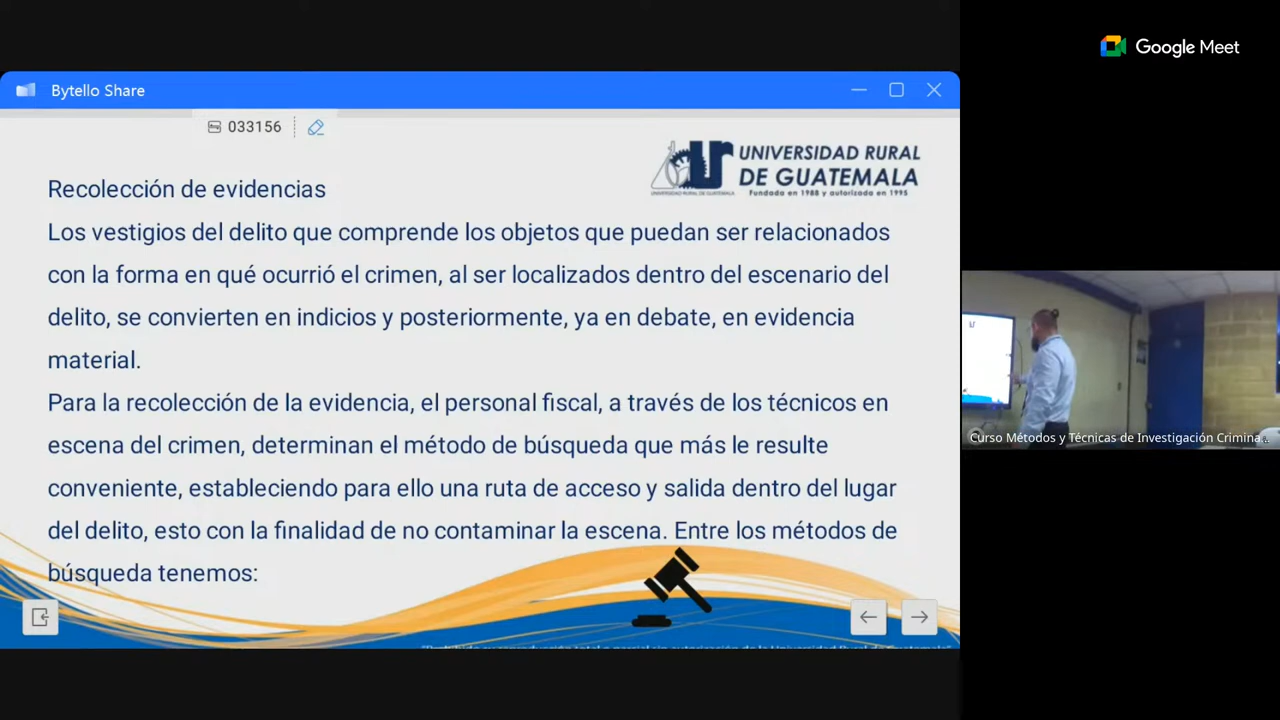 Google Meet
Bytello Share
033156
UNIVERSIDAD RURAL
DE GUATEMALA
Fundada en 1988 y autorizada en 1995
UNIVERSIDAD RURAL DE GUATEMALA
Recolección de evidencias
Los vestigios del delito que comprende los objetos que puedan ser relacionados
con la forma en qué ocurrió el crimen, al ser localizados dentro del escenario del
delito, se convierten en indicios y posteriormente, ya en debate, en evidencia
material.
Para la recolección de la evidencia, el personal fiscal, a través de los técnicos en
escena del crimen, determinan el método de búsqueda que más le resulte
conveniente, estableciendo para ello una ruta de acceso y salida dentro del lugar
del delito, esto con la finalidad de no contaminar la escena. Entre los métodos de
búsqueda tenemos:
Curso Métodos y Técnicas de Investigación Crimina...